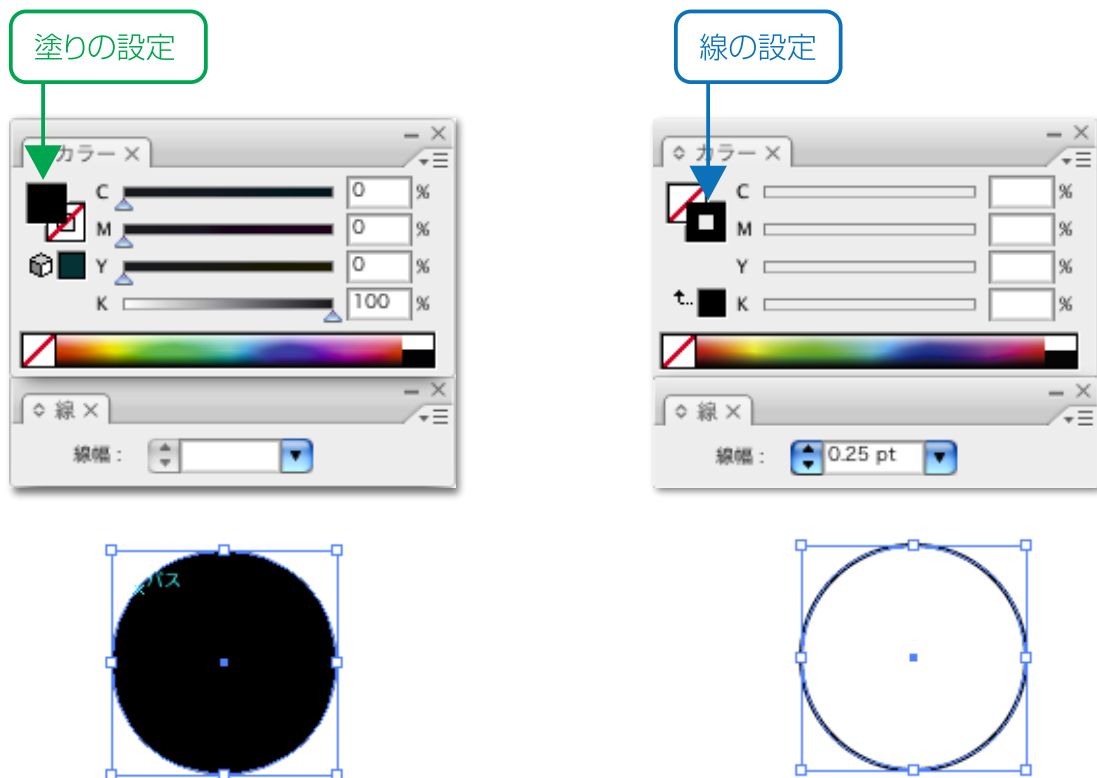 塗りの設定
線の設定
カラー
C 0 %
M 0 %
Y 0 %
K 100 %
線
線幅：
パス
カラー
C %
M %
Y %
K %
線
線幅： 0.25 pt